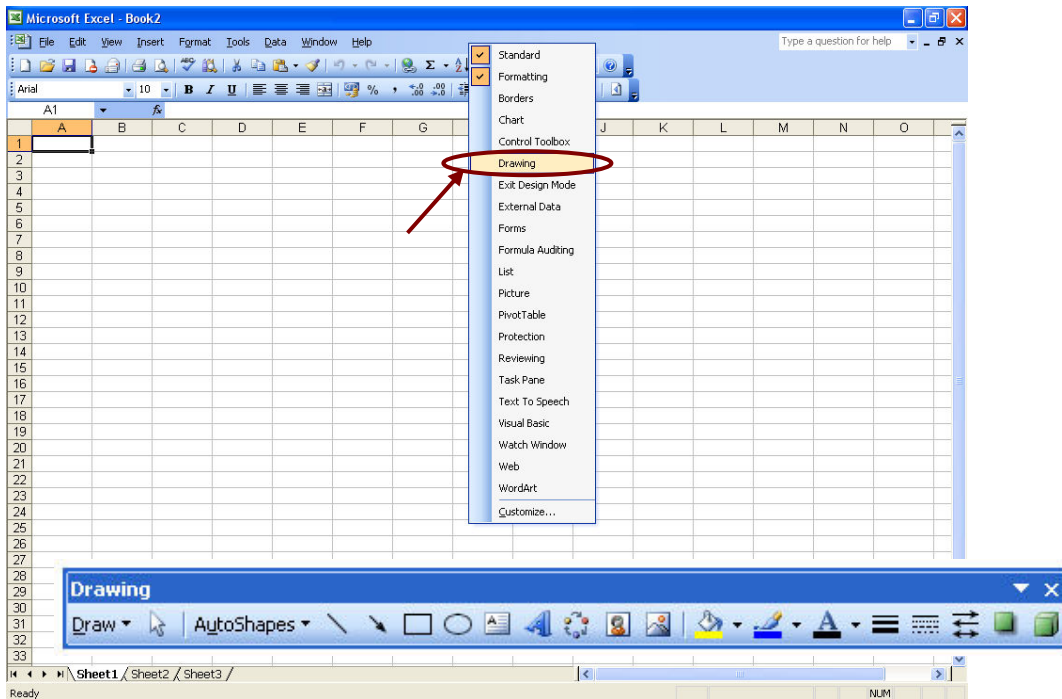 Microsoft Excel - Book2
File Edit View Insert Format Tools Data Window Help Type a question for help
Arial 10 B I U % ,
A1 fx
A B C D E F G J K L M N O
1
2
3
4
5
6
7
8
9
10
11
12
13
14
15
16
17
18
19
20
21
22
23
24
25
26
27
28
29
30
31
32
33
Standard
Formatting
Borders
Chart
Control Toolbox
Drawing
Exit Design Mode
External Data
Forms
Formula Auditing
List
Picture
PivotTable
Protection
Reviewing
Task Pane
Text To Speech
Visual Basic
Watch Window
Web
WordArt
Customize...
Drawing
Draw AutoShapes A
Sheet1 Sheet2 Sheet3
Ready NUM